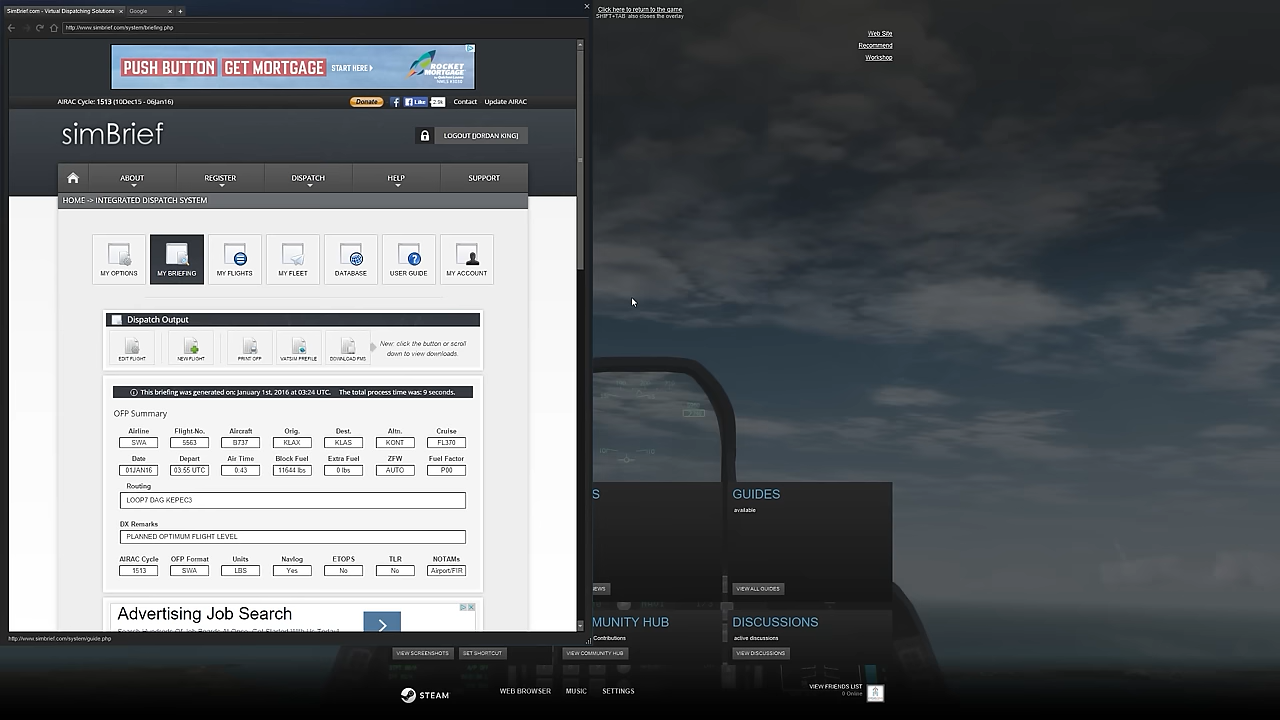 SimBrief.com - Virtual Dispatching Solutions
Google
http://www.simbrief.com/system/briefing.php
Click here to return to the game
SHIFT+TAB also closes the overlay
Web Site
Recommend
Workshop
PUSH BUTTON GET MORTGAGE START HERE
ROCKET MORTGAGE
AIRAC Cycle: 1513 (10Dec15 - 06Jan16)
Donate
Like
2.9k
Contact
Update AIRAC
simBrief
LOGOUT [JORDAN KING]
ABOUT
REGISTER
DISPATCH
HELP
SUPPORT
HOME -> INTEGRATED DISPATCH SYSTEM
MY OPTIONS
MY BRIEFING
MY FLIGHTS
MY FLEET
DATABASE
USER GUIDE
MY ACCOUNT
Dispatch Output
EDIT FLIGHT
NEW FLIGHT
PRINT OFP
VATSIM PREFILE
DOWNLOAD FMS
New: click the button or scroll
down to view downloads.
This briefing was generated on: January 1st, 2016 at 03:24 UTC. The total process time was: 9 seconds.
OFP Summary
Airline Flight-No. Aircraft Orig. Dest. Altn. Cruise
SWA 5563 B737 KLAX KLAS KONT FL370
Date Depart Air Time Block Fuel Extra Fuel ZFW Fuel Factor
01JAN16 03:55 UTC 0:43 11644 lbs 0 lbs AUTO P00
Routing
LOOP7 DAG KEPEC3
DX Remarks
PLANNED OPTIMUM FLIGHT LEVEL
AIRAC Cycle OFP Format Units Navlog ETOPS TLR NOTAMs
1513 SWA LBS Yes No No Airport/FIR
Advertising Job Search
http://www.simbrief.com/system/guide.php
S
GUIDES
available
EWS
VIEW ALL GUIDES
MUNITY HUB
Contributions
DISCUSSIONS
active discussions
VIEW SCREENSHOTS
SET SHORTCUT
VIEW COMMUNITY HUB
VIEW DISCUSSIONS
STEAM
WEB BROWSER
MUSIC
SETTINGS
VIEW FRIENDS LIST
0 Online